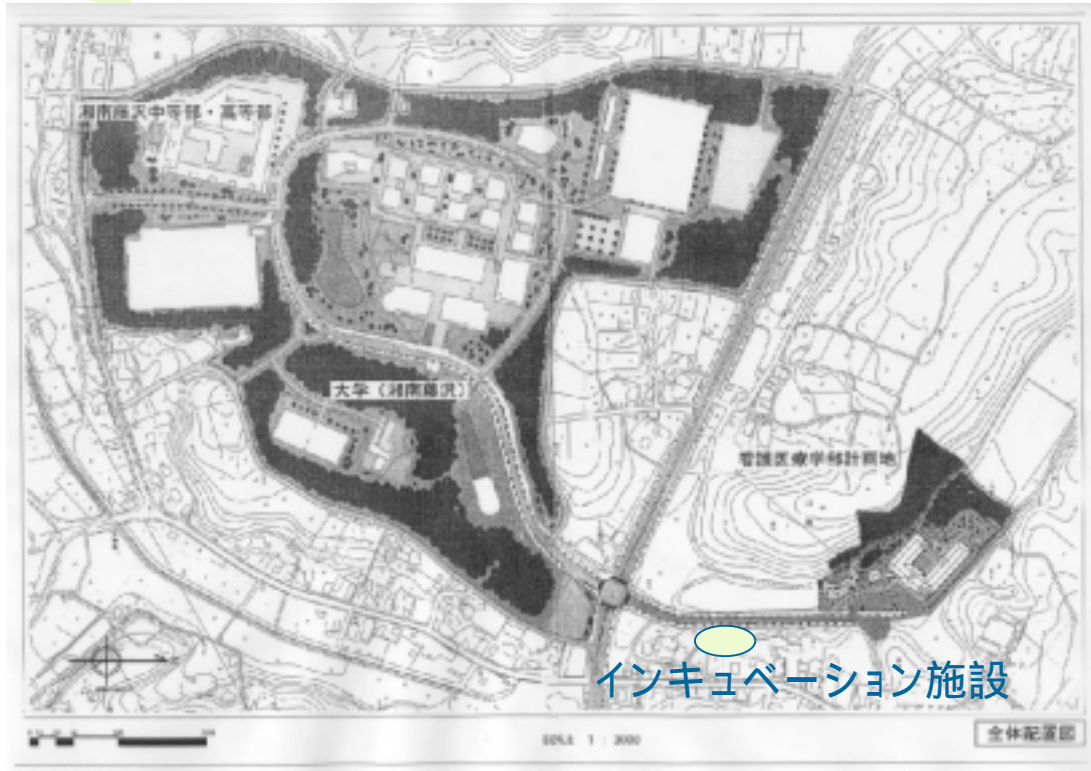 湘南藤沢中等部・高等部
大学（湘南藤沢）
看護医療学部計画地
インキュベーション施設
SCALE 1 : 3000
全体配置図